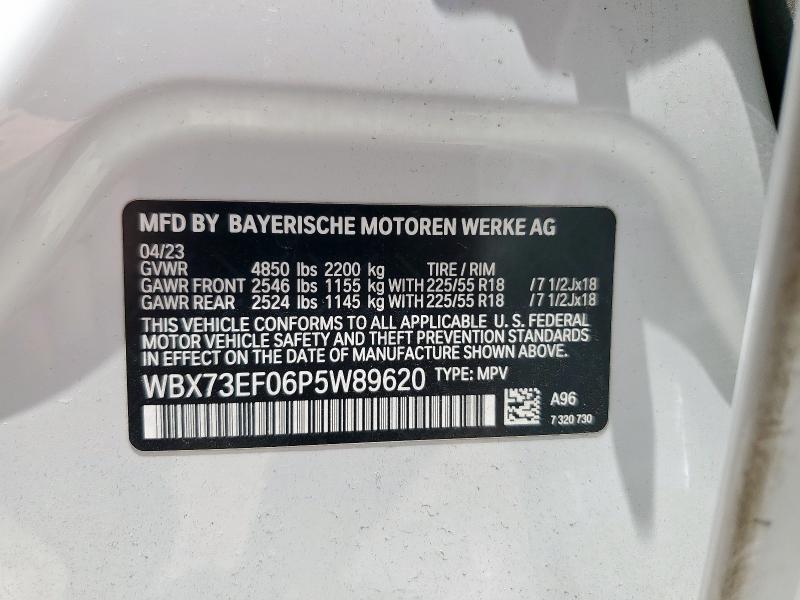 MFD BY BAYERISCHE MOTOREN WERKE AG
04/23
GVWR 4850 lbs 2200 kg TIRE / RIM
GAWR FRONT 2546 lbs 1155 kg WITH 225/55 R18 /7 1/2Jx18
GAWR REAR 2524 lbs 1145 kg WITH 225/55 R18 /7 1/2Jx18
THIS VEHICLE CONFORMS TO ALL APPLICABLE U. S. FEDERAL
MOTOR VEHICLE SAFETY AND THEFT PREVENTION STANDARDS
IN EFFECT ON THE DATE OF MANUFACTURE SHOWN ABOVE.
WBX73EF06P5W89620 TYPE: MPV
A96
7 320 730